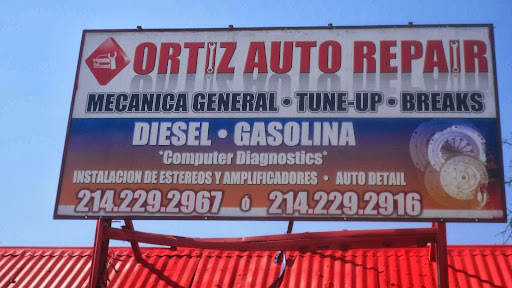 ORTIZ AUTO REPAIR
MECANICA GENERAL • TUNE-UP • BREAKS
DIESEL • GASOLINA
*Computer Diagnostics*
INSTALACION DE ESTEREOS Y AMPLIFICADORES • AUTO DETAIL
214.229.2967 ó 214.229.2916